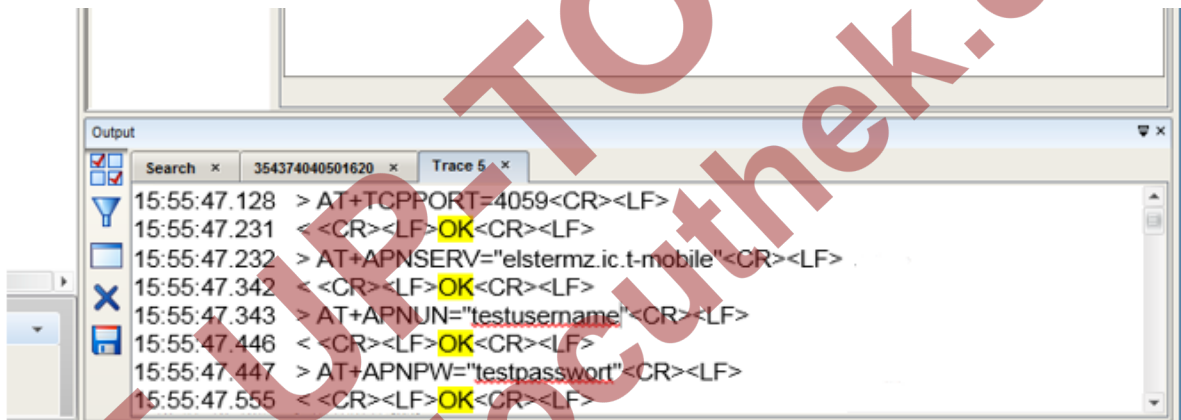 Output
Search × 354374040501620 × Trace 5 ×
15:55:47.128 > AT+TCPPORT=4059<CR><LF>
15:55:47.231 < <CR><LF>OK<CR><LF>
15:55:47.232 > AT+APNSERV="elstermz.ic.t-mobile"<CR><LF>
15:55:47.342 < <CR><LF>OK<CR><LF>
15:55:47.343 > AT+APNUN="testusername"<CR><LF>
15:55:47.446 < <CR><LF>OK<CR><LF>
15:55:47.447 > AT+APNPW="testpasswort"<CR><LF>
15:55:47.555 < <CR><LF>OK<CR><LF>